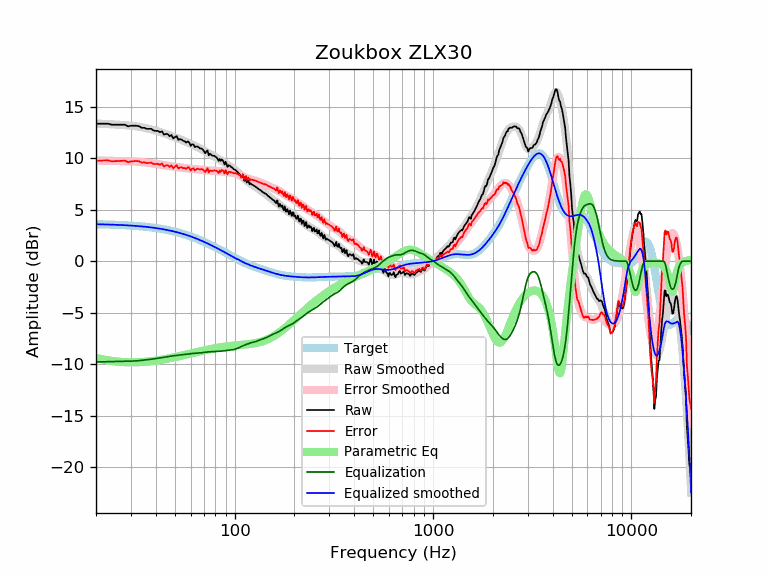 Zoukbox ZLX30
Amplitude (dBr)
15
10
5
0
−5
−10
−15
−20
Target
Raw Smoothed
Error Smoothed
Raw
Error
Parametric Eq
Equalization
Equalized smoothed
100
1000
10000
Frequency (Hz)